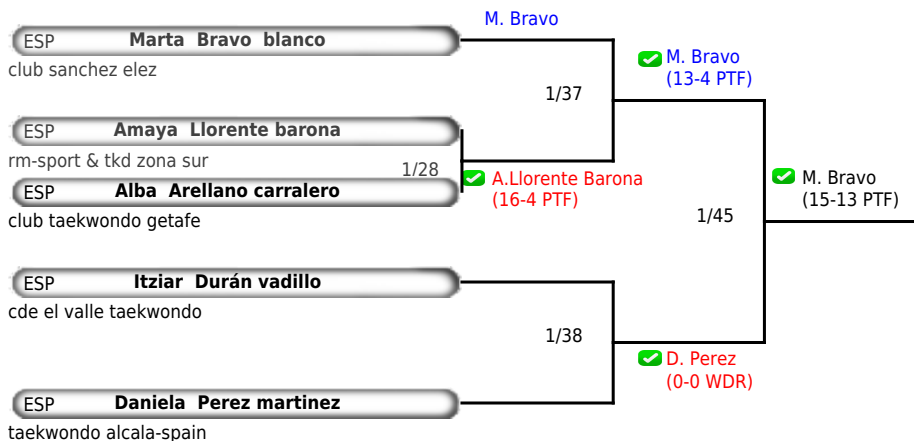 M. Bravo
ESP Marta Bravo blanco
club sanchez elez
M. Bravo
(13-4 PTF)
1/37
ESP Amaya Llorente barona
rm-sport & tkd zona sur
1/28
A.Llorente Barona
(16-4 PTF)
ESP Alba Arellano carralero
club taekwondo getafe
M. Bravo
(15-13 PTF)
1/45
ESP Itziar Durán vadillo
cde el valle taekwondo
1/38
D. Perez
(0-0 WDR)
ESP Daniela Perez martinez
taekwondo alcala-spain